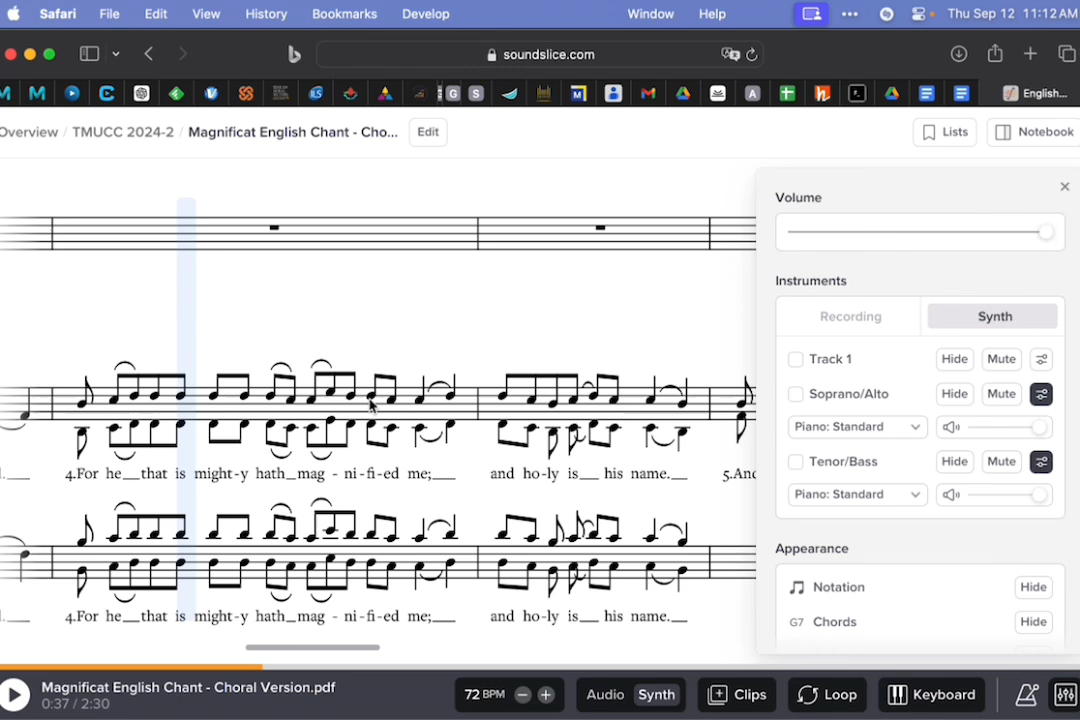 Safari File Edit View History Bookmarks Develop Window Help Thu Sep 12 11:12 AM
soundslice.com
G S A English...
Overview / TMUCC 2024-2 / Magnificat English Chant - Cho... Edit Lists Notebook
Volume
Instruments
Recording Synth
Track 1 Hide Mute
Soprano/Alto Hide Mute
Piano: Standard
Tenor/Bass Hide Mute
Piano: Standard
Appearance
Notation Hide
G7 Chords Hide
4.For he__that is might-y hath_mag - ni-fi-ed me;___ and ho-ly is__ his name.__ 5.And
4.For he__that is might-y hath_mag - ni-fi-ed me;___ and ho-ly is__ his name.__
Magnificat English Chant - Choral Version.pdf
0:37 / 2:30
72 BPM Audio Synth Clips Loop Keyboard